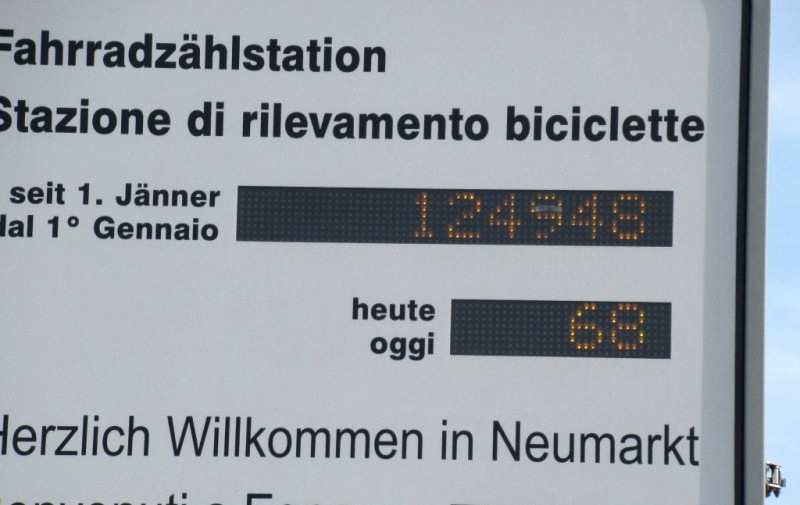 Fahrradzählstation
Stazione di rilevamento biciclette
seit 1. Jänner
dal 1° Gennaio
124948
heute
oggi
68
Herzlich Willkommen in Neumarkt